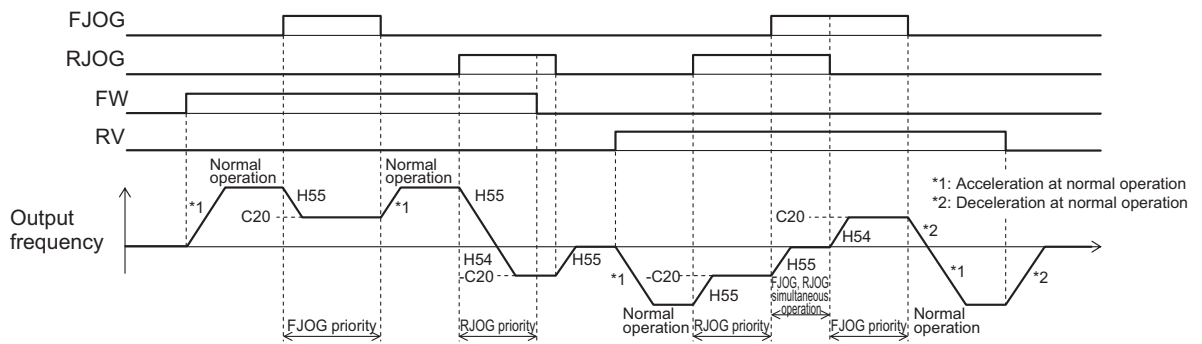 FJOG
RJOG
FW
RV
Output
frequency
Normal
operation
*1
H55
C20
Normal
operation
*1
H55
H54
-C20
H55
*1
Normal
operation
-C20
H55
H55
FJOG, RJOG
simultaneous
operation
C20
H54
*2
*1
Normal
operation
*2
*1: Acceleration at normal operation
*2: Deceleration at normal operation
FJOG priority
RJOG priority
RJOG priority
FJOG priority